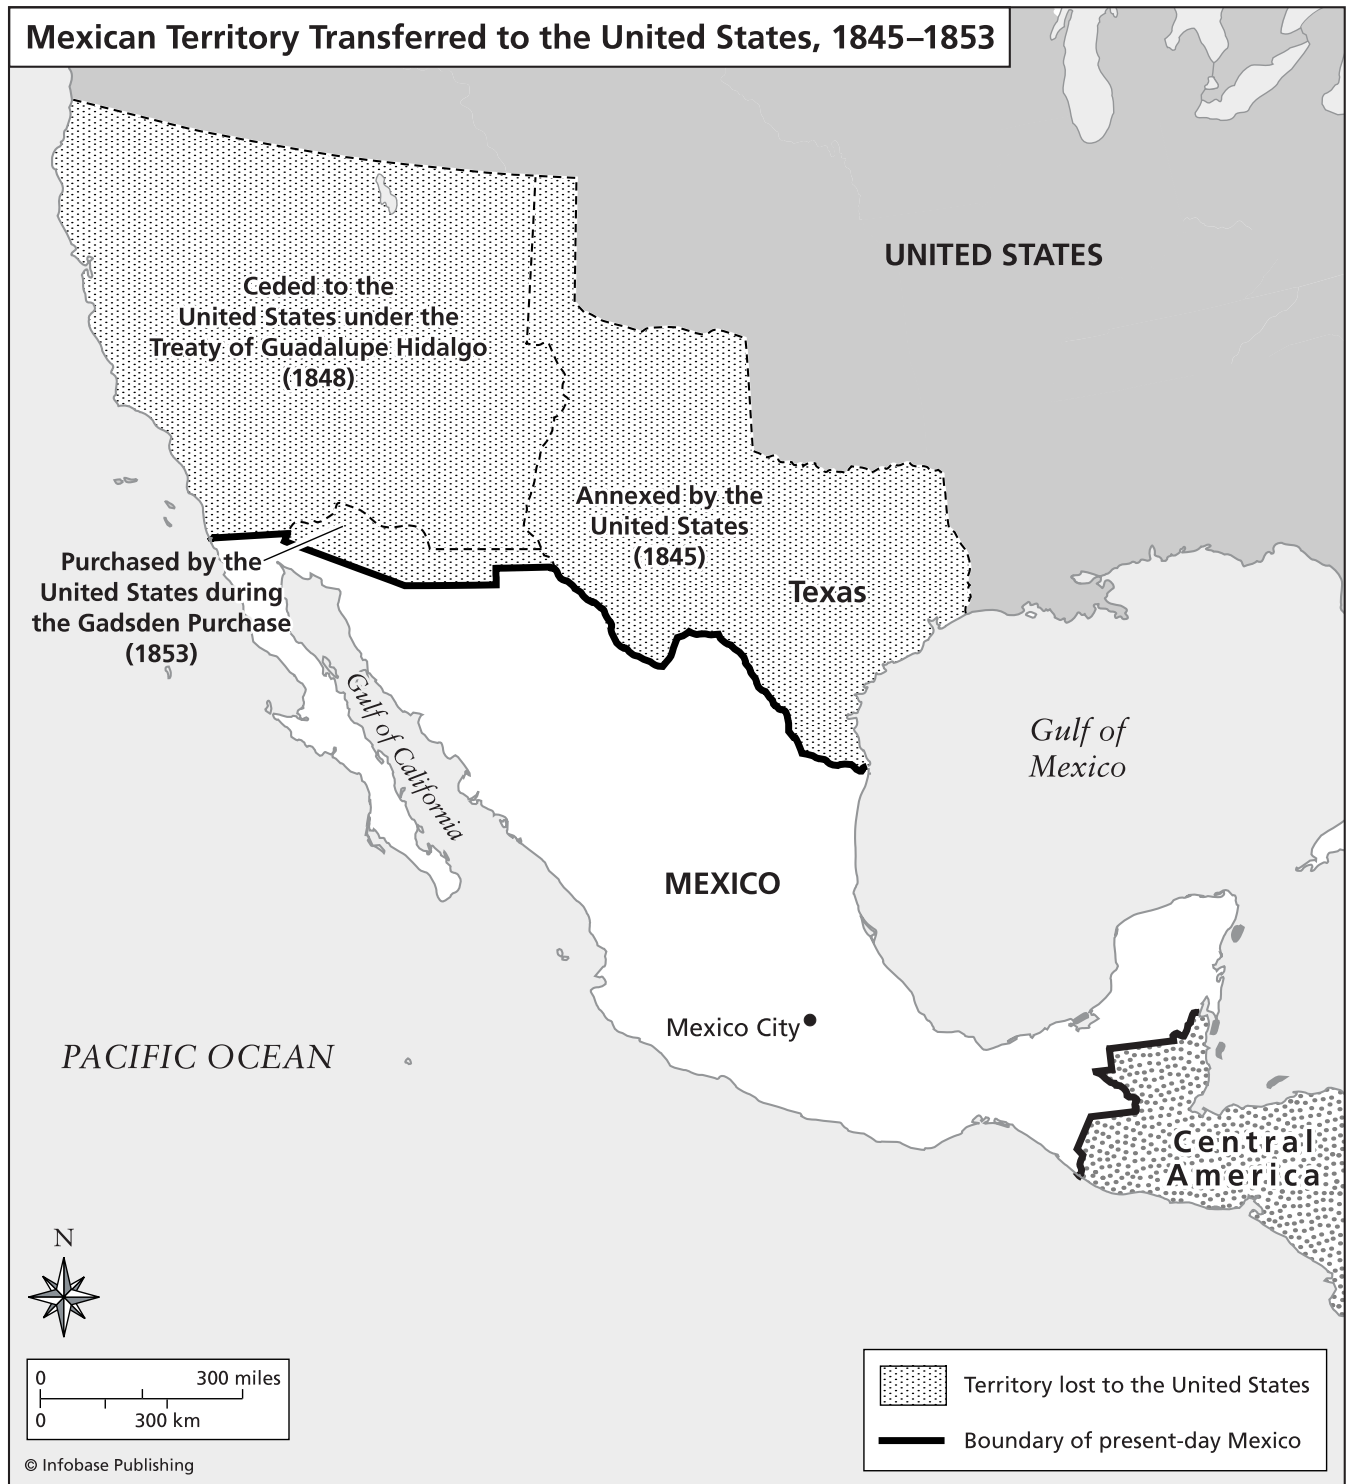 Mexican Territory Transferred to the United States, 1845–1853
UNITED STATES
Ceded to the
United States under the
Treaty of Guadalupe Hidalgo
(1848)
Annexed by the
United States
(1845)
Texas
Purchased by the
United States during
the Gadsden Purchase
(1853)
Gulf of California
Gulf of
Mexico
MEXICO
Mexico City
PACIFIC OCEAN
Central
America
N
0 300 miles
0 300 km
Territory lost to the United States
Boundary of present-day Mexico
© Infobase Publishing